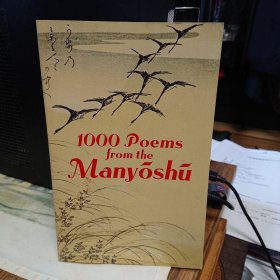 1000 Poems
from the
Manyōshū